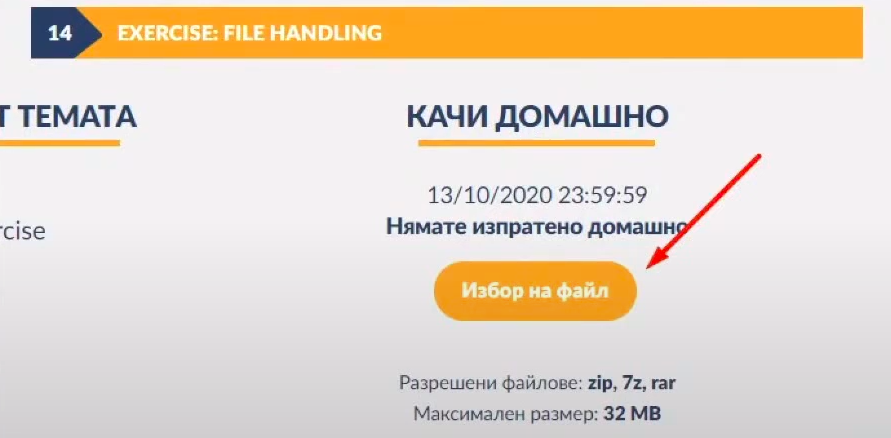 14 EXERCISE: FILE HANDLING
Т ТЕМАТА
КАЧИ ДОМАШНО
13/10/2020 23:59:59
Нямате изпратено домашно
rcise
Избор на файл
Разрешени файлове: zip, 7z, rar
Максимален размер: 32 MB